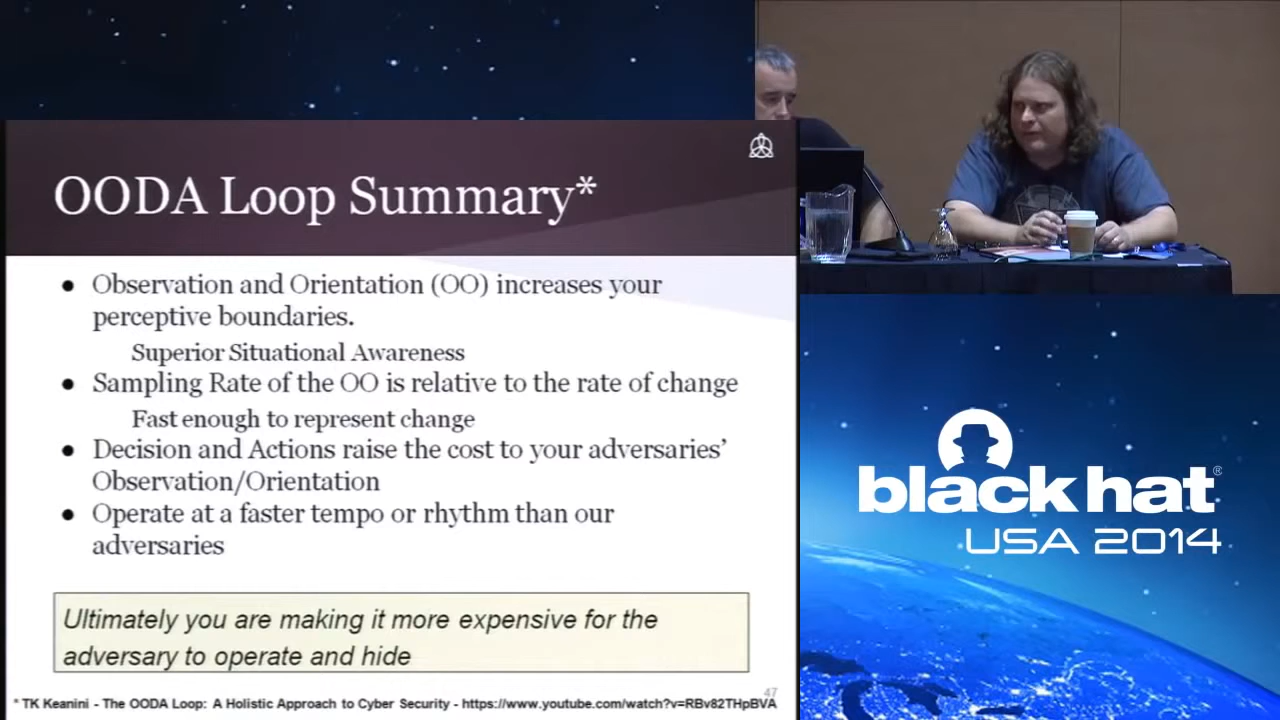 OODA Loop Summary*
● Observation and Orientation (OO) increases your
perceptive boundaries.
Superior Situational Awareness
● Sampling Rate of the OO is relative to the rate of change
Fast enough to represent change
● Decision and Actions raise the cost to your adversaries’
Observation/Orientation
● Operate at a faster tempo or rhythm than our
adversaries
Ultimately you are making it more expensive for the
adversary to operate and hide
47
* TK Keanini - The OODA Loop: A Holistic Approach to Cyber Security - https://www.youtube.com/watch?v=RBv82THpBVA
black hat®
USA 2014